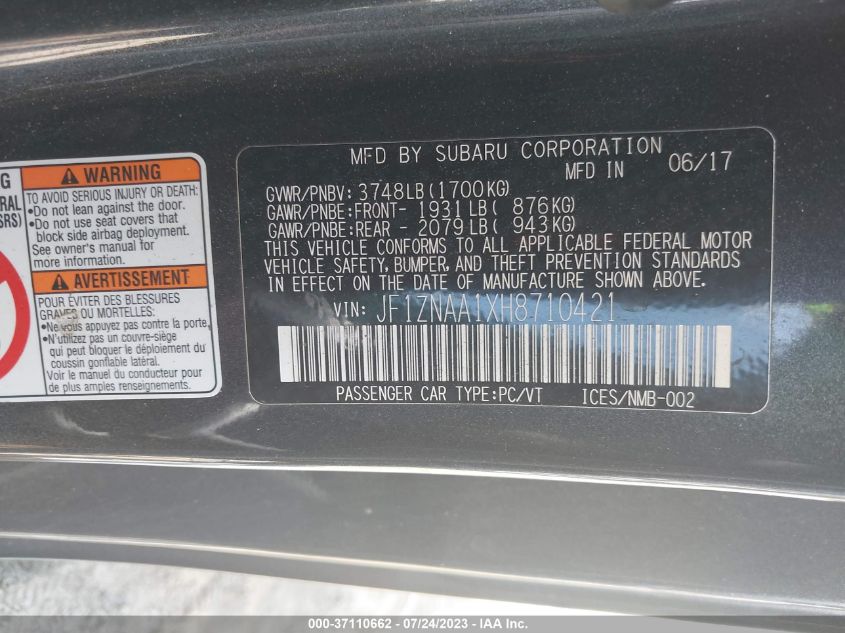 NG
RAL
SRS)
WARNING
TO AVOID SERIOUS INJURY OR DEATH:
•Do not lean against the door.
•Do not use seat covers that
block side airbag deployment.
See owner's manual for
more information.
AVERTISSEMENT
POUR ÉVITER DES BLESSURES
GRAVES OU MORTELLES:
•Ne vous appuyez pas contre la porte.
•N'utilisez pas un couvre-siège
qui peut bloquer le déploiement du
coussin gonflable latéral.
Voir le manuel du conducteur pour
de plus amples renseignements.
MFD BY SUBARU CORPORATION
MFD IN 06/17
GVWR/PNBV: 3748LB(1700KG)
GAWR/PNBE:FRONT- 1931LB( 876KG)
GAWR/PNBE:REAR - 2079LB( 943KG)
THIS VEHICLE CONFORMS TO ALL APPLICABLE FEDERAL MOTOR
VEHICLE SAFETY, BUMPER, AND THEFT PREVENTION STANDARDS
IN EFFECT ON THE DATE OF MANUFACTURE SHOWN ABOVE.
VIN: JF1ZNAA1XH8710421
PASSENGER CAR TYPE:PC/VT ICES/NMB-002
000-37110662 - 07/24/2023 - Copyright © IAA, Inc.